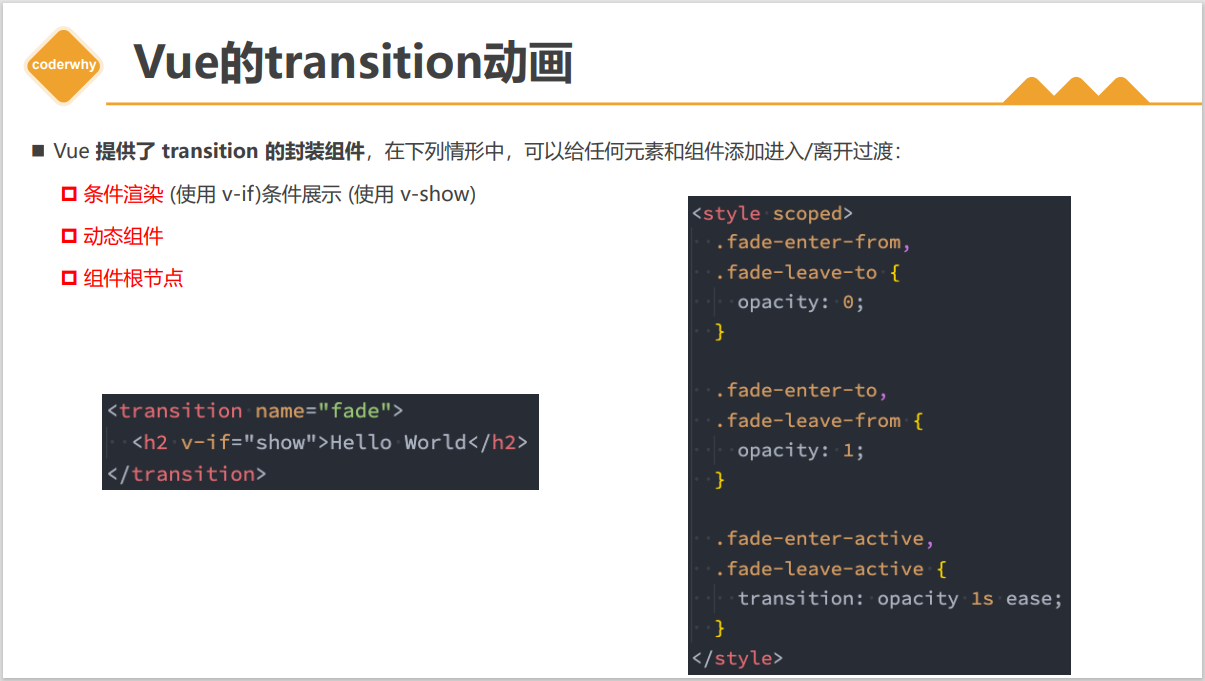 coderwhy
Vue的transition动画
Vue 提供了 transition 的封装组件，在下列情形中，可以给任何元素和组件添加进入/离开过渡：
条件渲染 (使用 v-if)条件展示 (使用 v-show)
动态组件
组件根节点
<transition name="fade">
  <h2 v-if="show">Hello World</h2>
</transition>
<style scoped>
  .fade-enter-from,
  .fade-leave-to {
    opacity: 0;
  }
  .fade-enter-to,
  .fade-leave-from {
    opacity: 1;
  }
  .fade-enter-active,
  .fade-leave-active {
    transition: opacity 1s ease;
  }
</style>